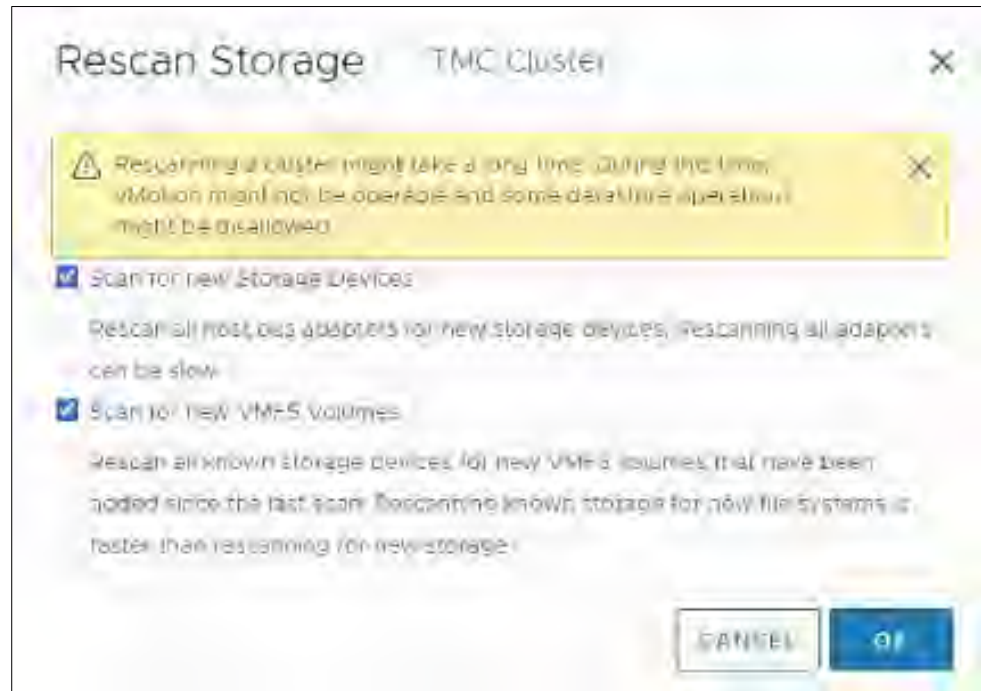 Rescan Storage TMC Cluster
Rescanning a cluster might take a long time. During this time,
vMotion might not be operable and some datastore operations
might be disallowed.
Scan for new Storage Devices
Rescan all host bus adapters for new storage devices. Rescanning all adapters
can be slow.
Scan for new VMFS Volumes
Rescan all known storage devices for new VMFS volumes that have been
added since the last scan. Rescanning known storage for new file systems is
faster than rescanning for new storage.
CANCEL OK